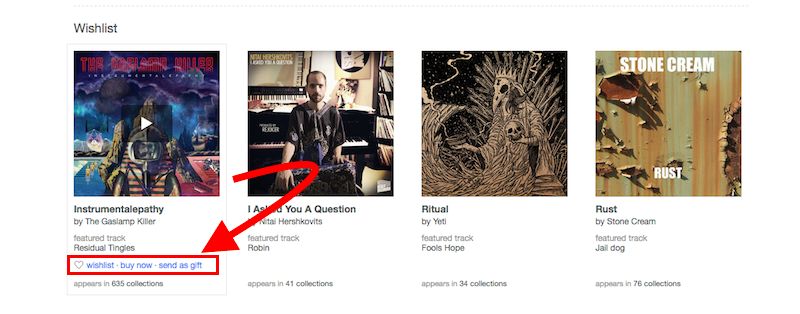 Wishlist
THE GASLAMP KILLER
INSTRUMENTALEPATHY
NITAI HERSHKOVITS
I ASKED YOU A QUESTION
PRODUCED BY
REJOICER
STONE CREAM
RUST
Instrumentalepathy
by The Gaslamp Killer
featured track
Residual Tingles
wishlist · buy now · send as gift
appears in 635 collections
I Asked You A Question
by Nitai Hershkovits
featured track
Robin
appears in 41 collections
Ritual
by Yeti
featured track
Fools Hope
appears in 34 collections
Rust
by Stone Cream
featured track
Jail dog
appears in 76 collections